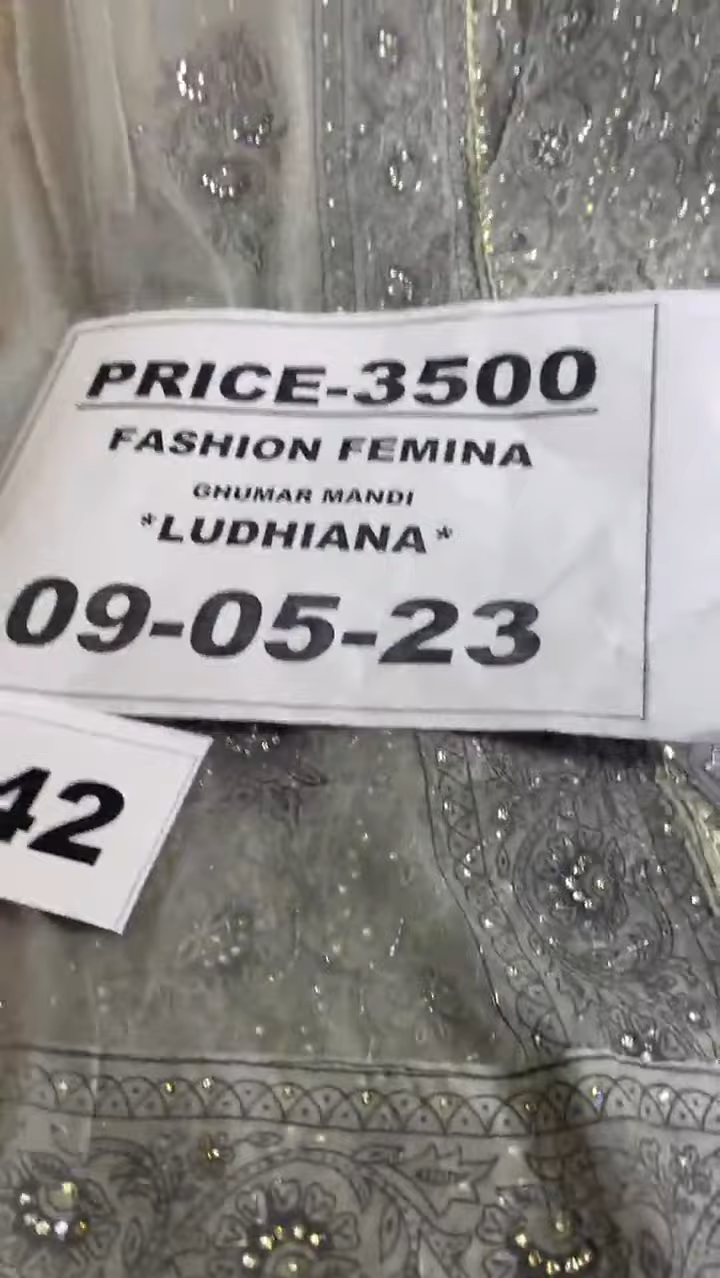 PRICE-3500
FASHION FEMINA
GHUMAR MANDI
*LUDHIANA*
09-05-23
42